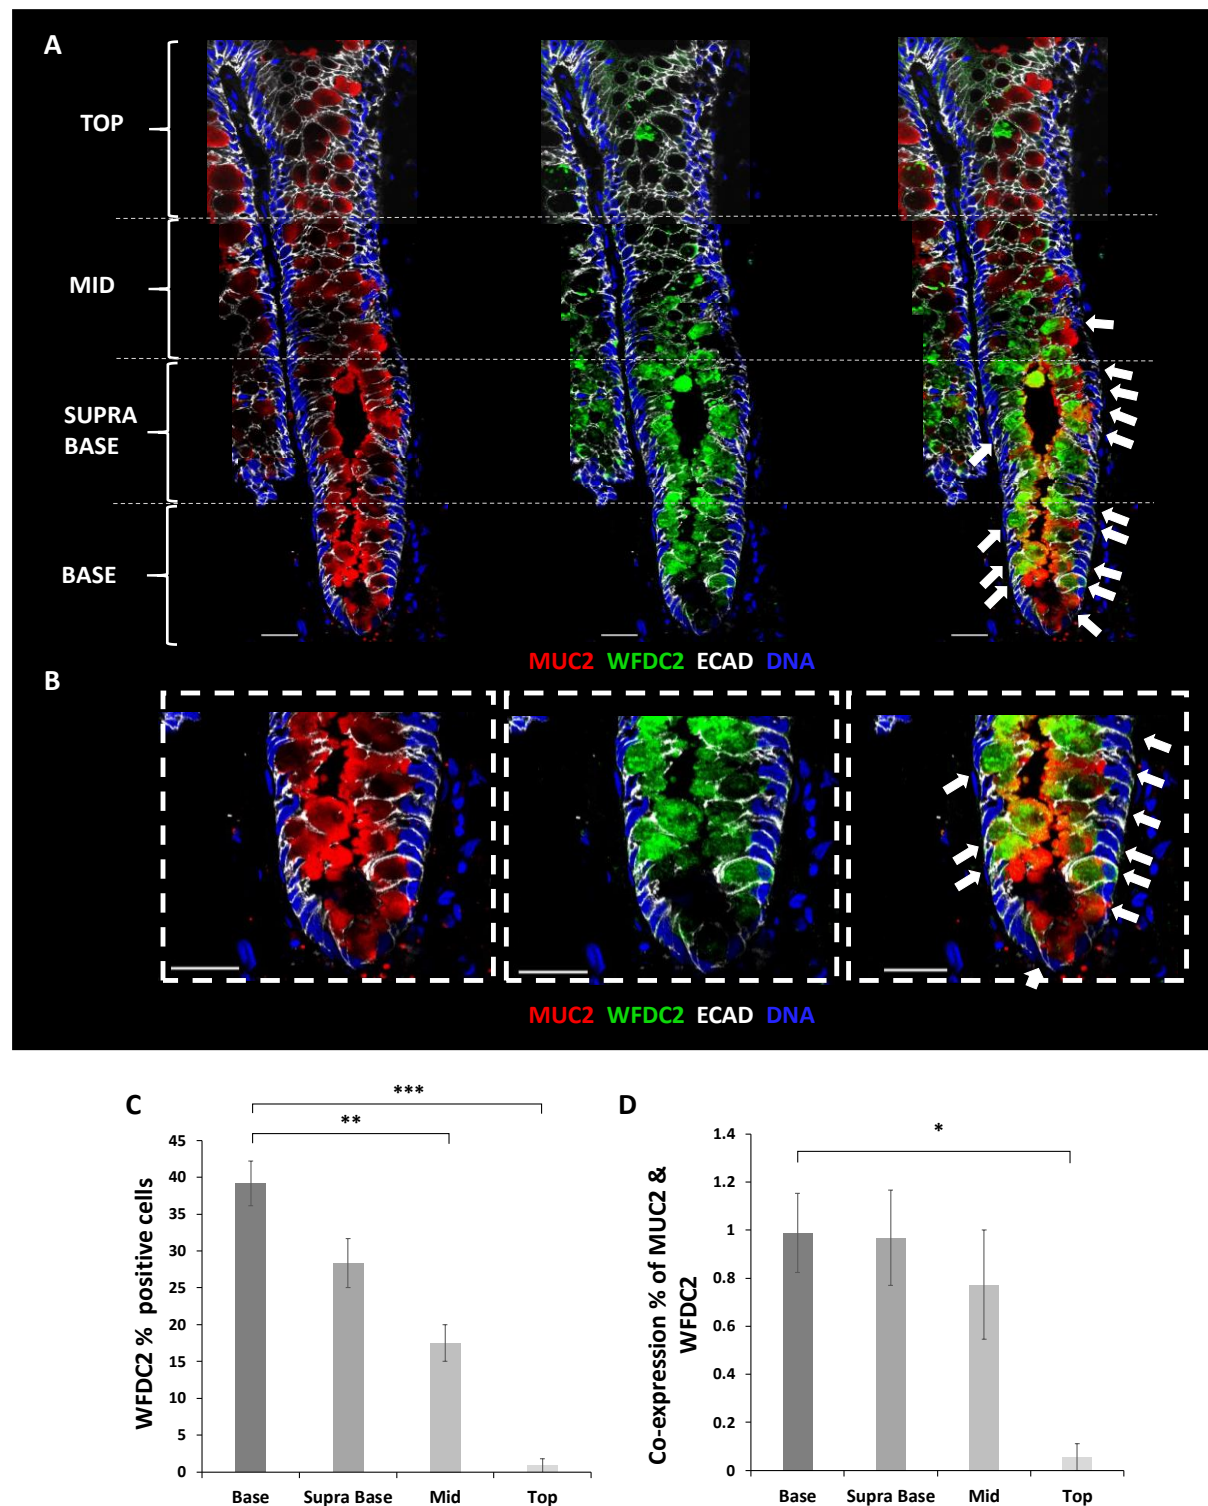 A
TOP
MID
SUPRA
BASE
BASE
MUC2 WFDC2 ECAD DNA
B
MUC2 WFDC2 ECAD DNA
C
***
**
WFDC2 % positive cells
45
40
35
30
25
20
15
10
5
0
Base Supra Base Mid Top
D
*
Co-expression % of MUC2 &
WFDC2
1.4
1.2
1
0.8
0.6
0.4
0.2
0
Base Supra Base Mid Top